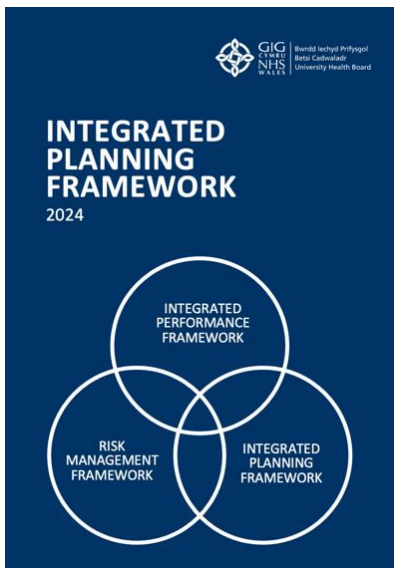 GIG
CYMRU
NHS
WALES
Bwrdd Iechyd Prifysgol
Betsi Cadwaladr
University Health Board
INTEGRATED
PLANNING
FRAMEWORK
2024
INTEGRATED
PERFORMANCE
FRAMEWORK
RISK
MANAGEMENT
FRAMEWORK
INTEGRATED
PLANNING
FRAMEWORK